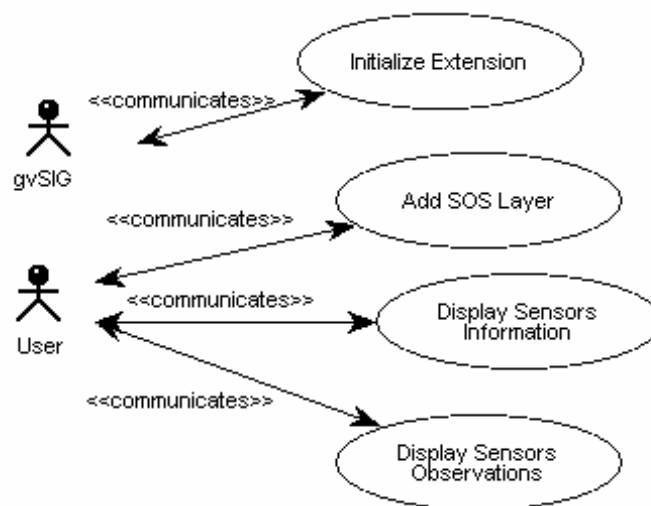 Initialize Extension
<<communicates>>
gvSIG
Add SOS Layer
<<communicates>>
<<communicates>>
Display Sensors
Information
User
<<communicates>>
Display Sensors
Observations